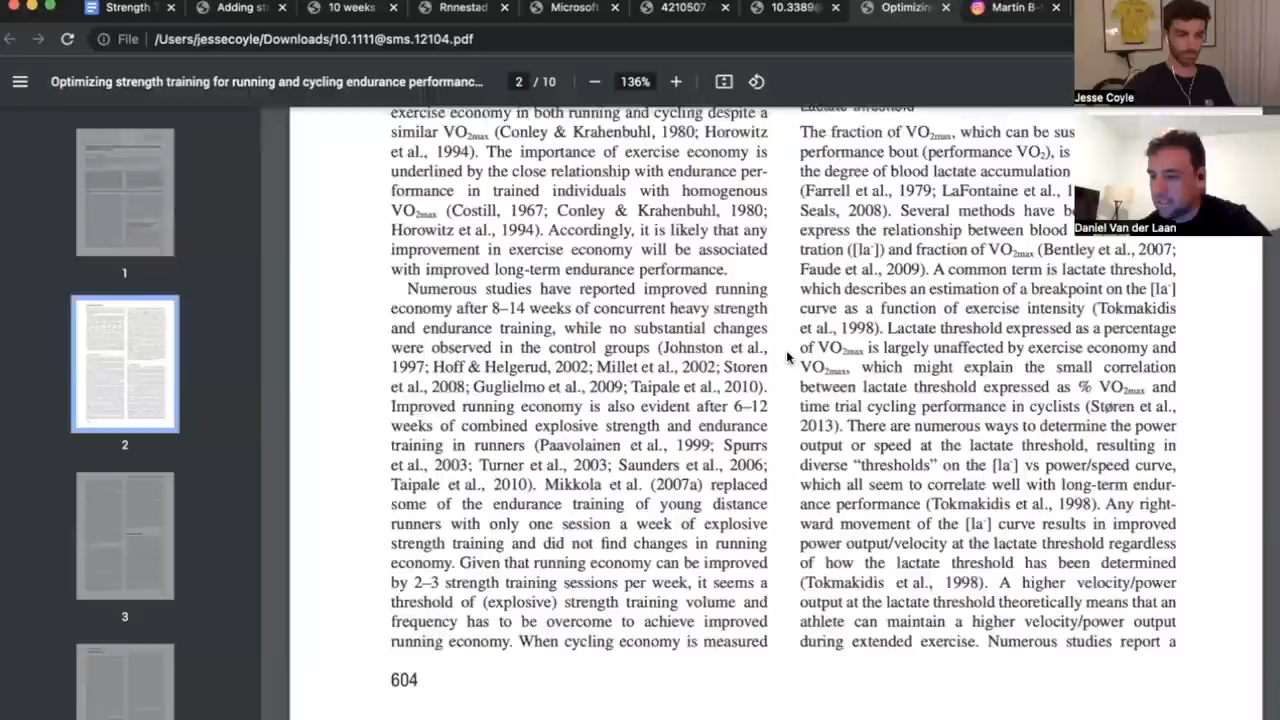 Strength T
Adding str
10 weeks
Rnnestad
Microsoft
4210507
10.3389
Optimizin
Martin B-
File
/Users/jessecoyle/Downloads/10.1111@sms.12104.pdf
Optimizing strength training for running and cycling endurance performanc...
2 / 10
136%
Jesse Coyle
Daniel Van der Laan
1
2
3
exercise economy in both running and cycling despite a
similar VO2max (Conley & Krahenbuhl, 1980; Horowitz
et al., 1994). The importance of exercise economy is
underlined by the close relationship with endurance per-
formance in trained individuals with homogenous
VO2max (Costill, 1967; Conley & Krahenbuhl, 1980;
Horowitz et al., 1994). Accordingly, it is likely that any
improvement in exercise economy will be associated
with improved long-term endurance performance.
Numerous studies have reported improved running
economy after 8–14 weeks of concurrent heavy strength
and endurance training, while no substantial changes
were observed in the control groups (Johnston et al.,
1997; Hoff & Helgerud, 2002; Millet et al., 2002; Storen
et al., 2008; Guglielmo et al., 2009; Taipale et al., 2010).
Improved running economy is also evident after 6–12
weeks of combined explosive strength and endurance
training in runners (Paavolainen et al., 1999; Spurrs
et al., 2003; Turner et al., 2003; Saunders et al., 2006;
Taipale et al., 2010). Mikkola et al. (2007a) replaced
some of the endurance training of young distance
runners with only one session a week of explosive
strength training and did not find changes in running
economy. Given that running economy can be improved
by 2–3 strength training sessions per week, it seems a
threshold of (explosive) strength training volume and
frequency has to be overcome to achieve improved
running economy. When cycling economy is measured
604
Lactate threshold
The fraction of VO2max, which can be sus
performance bout (performance VO2), is
the degree of blood lactate accumulation
(Farrell et al., 1979; LaFontaine et al., 1
Seals, 2008). Several methods have b
express the relationship between blood
tration ([la-]) and fraction of VO2max (Bentley et al., 2007;
Faude et al., 2009). A common term is lactate threshold,
which describes an estimation of a breakpoint on the [la-]
curve as a function of exercise intensity (Tokmakidis
et al., 1998). Lactate threshold expressed as a percentage
of VO2max is largely unaffected by exercise economy and
VO2max, which might explain the small correlation
between lactate threshold expressed as % VO2max and
time trial cycling performance in cyclists (Støren et al.,
2013). There are numerous ways to determine the power
output or speed at the lactate threshold, resulting in
diverse “thresholds” on the [la-] vs power/speed curve,
which all seem to correlate well with long-term endur-
ance performance (Tokmakidis et al., 1998). Any right-
ward movement of the [la-] curve results in improved
power output/velocity at the lactate threshold regardless
of how the lactate threshold has been determined
(Tokmakidis et al., 1998). A higher velocity/power
output at the lactate threshold theoretically means that an
athlete can maintain a higher velocity/power output
during extended exercise. Numerous studies report a